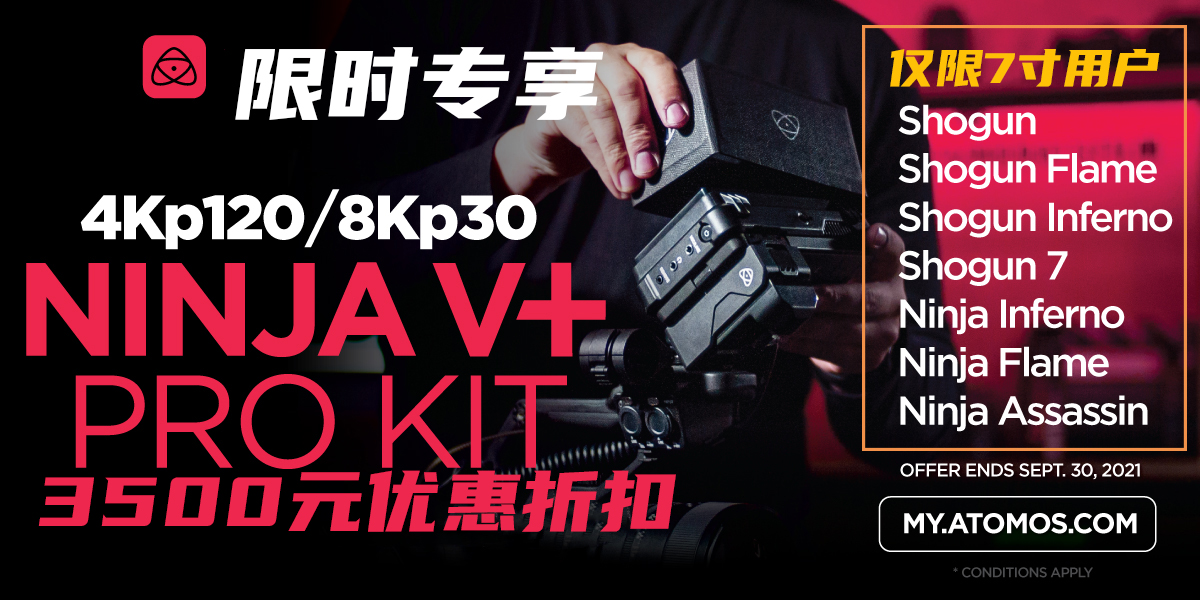 限时专享
4Kp120/8Kp30
NINJA V+
PRO KIT
3500元优惠折扣
仅限7寸用户
Shogun
Shogun Flame
Shogun Inferno
Shogun 7
Ninja Inferno
Ninja Flame
Ninja Assassin
OFFER ENDS SEPT. 30, 2021
MY.ATOMOS.COM
* CONDITIONS APPLY